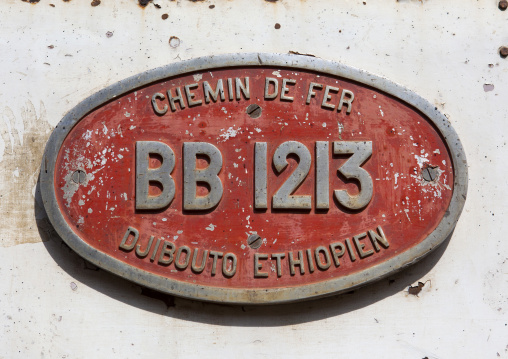 CHEMIN DE FER
BB 1213
DJIBOUTO ETHIOPIEN